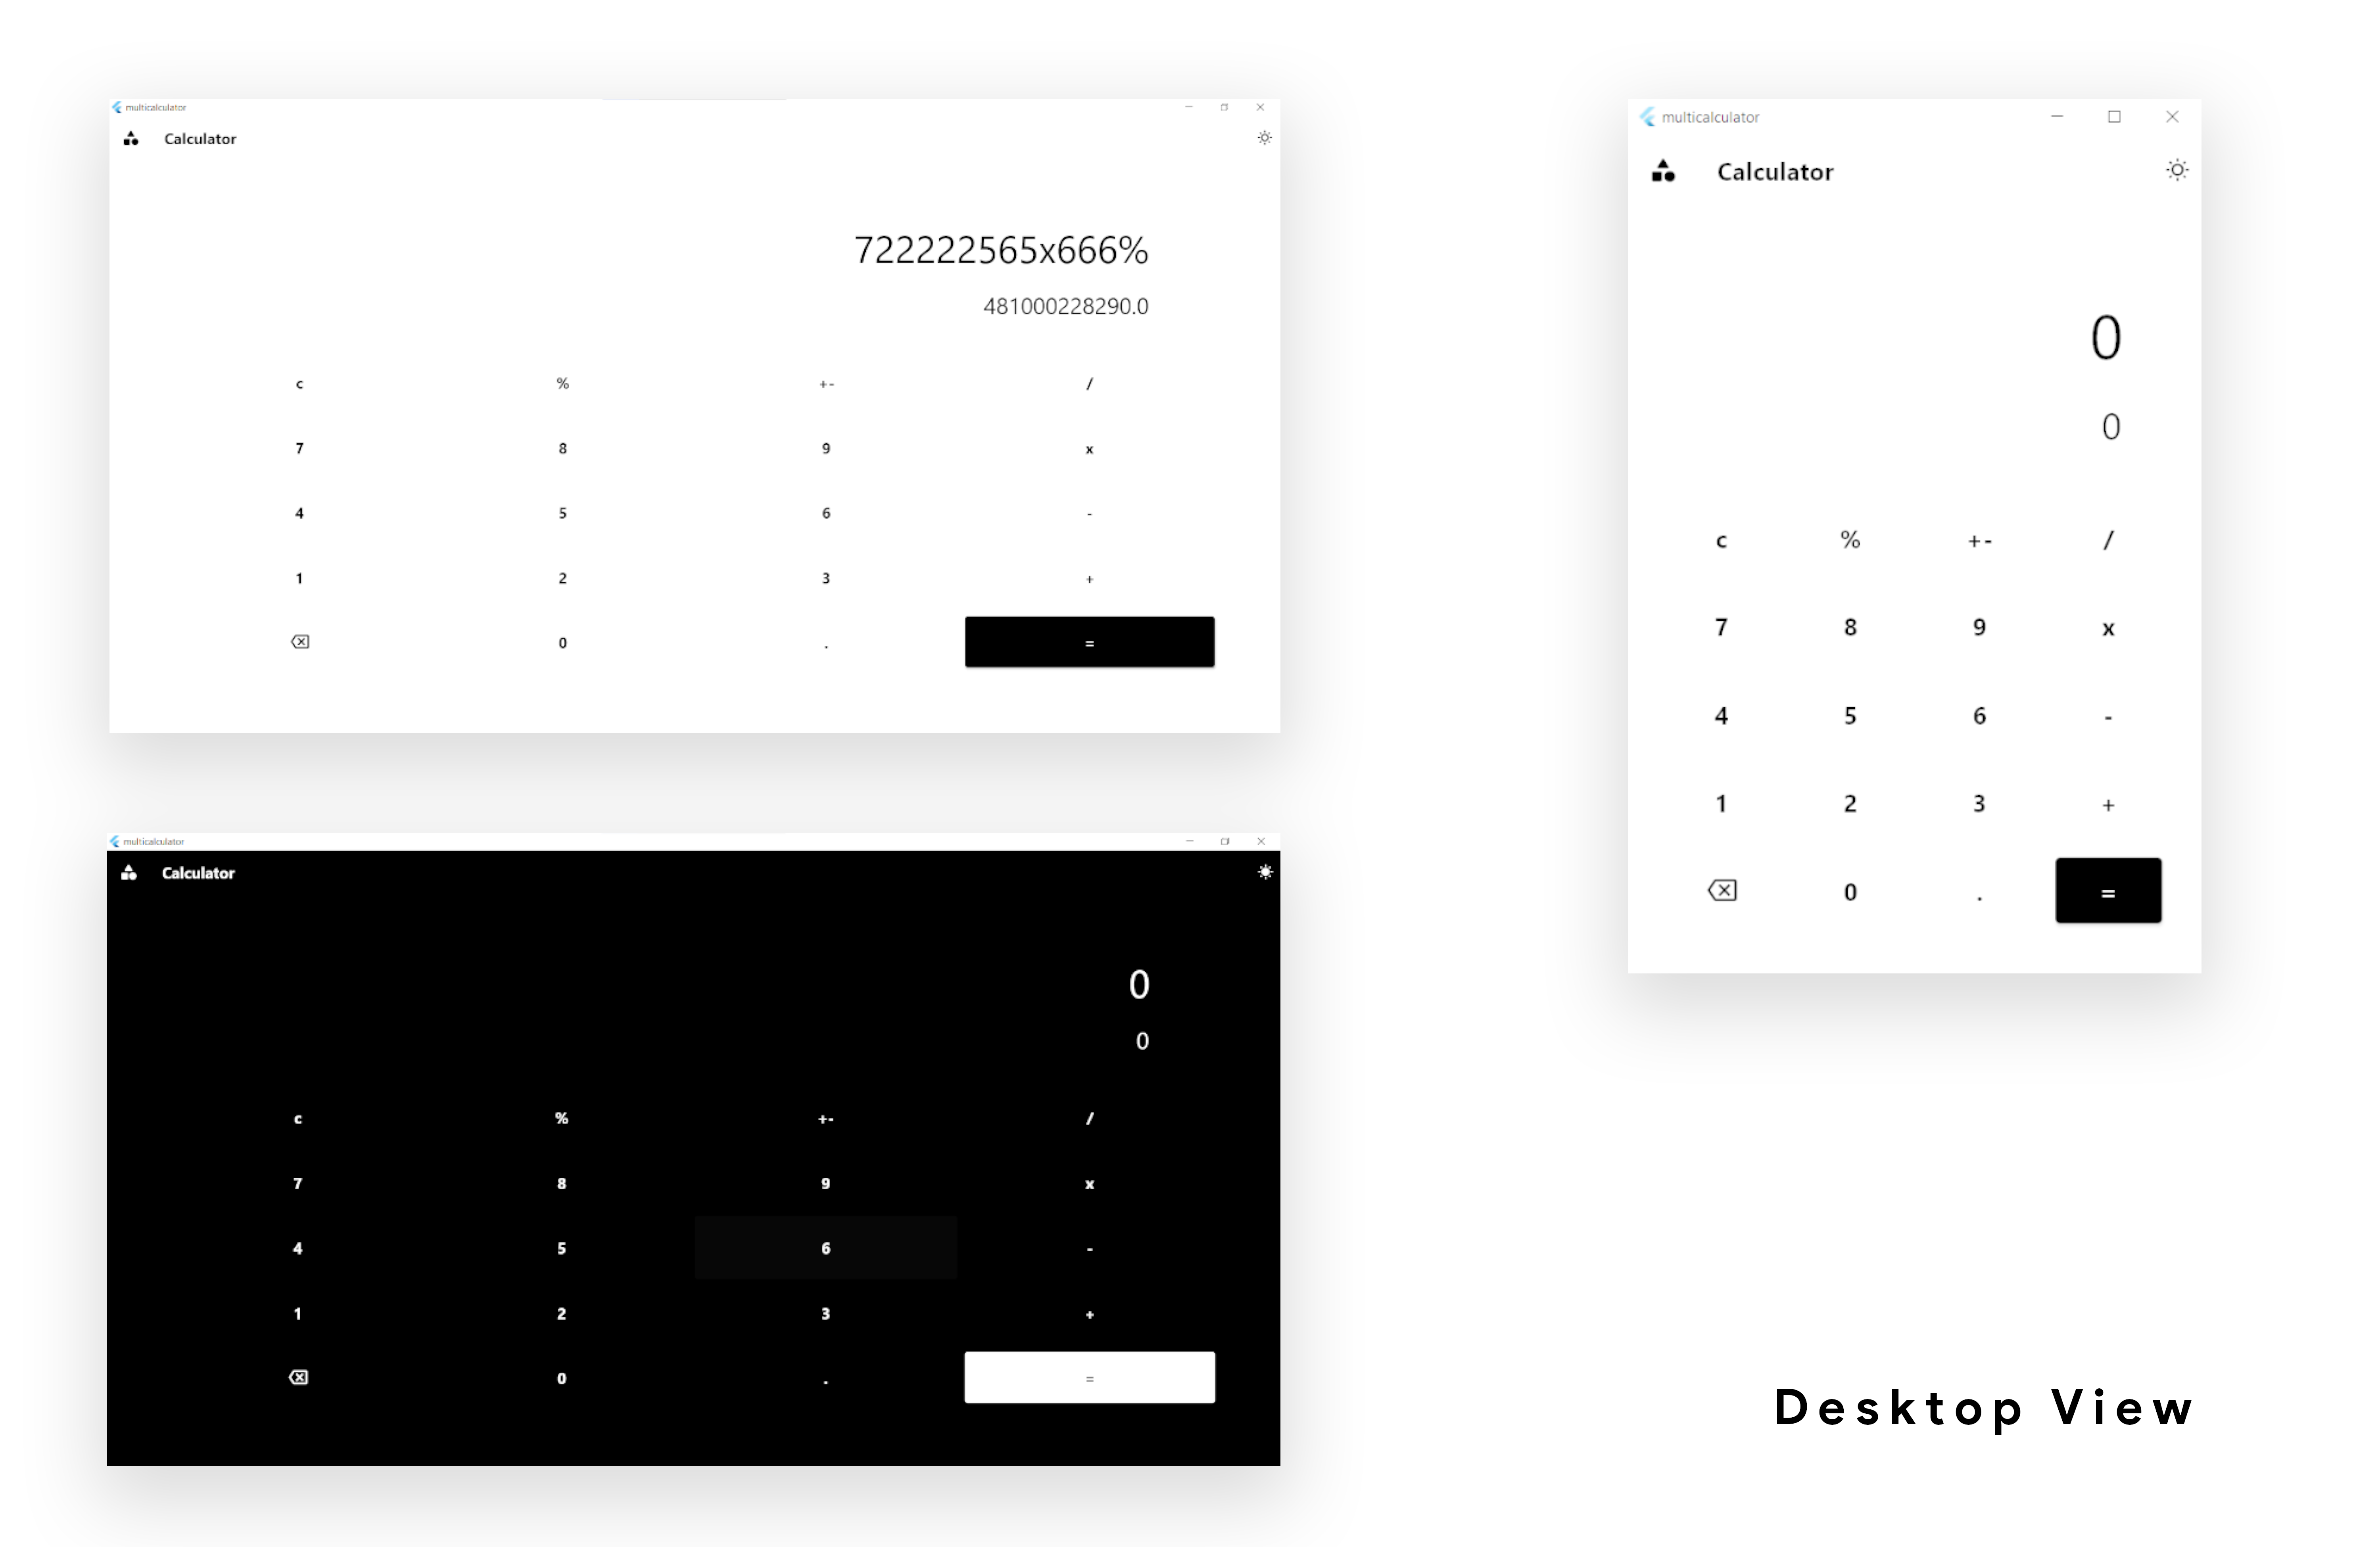 multicalculator
Calculator
722222565x666%
481000228290.0
c % +- /
7 8 9 x
4 5 6 -
1 2 3 +
0 . =
multicalculator
Calculator
0
0
c % +- /
7 8 9 x
4 5 6 -
1 2 3 +
0 . =
multicalculator
Calculator
0
0
c % +- /
7 8 9 x
4 5 6 -
1 2 3 +
0 . =
Desktop View